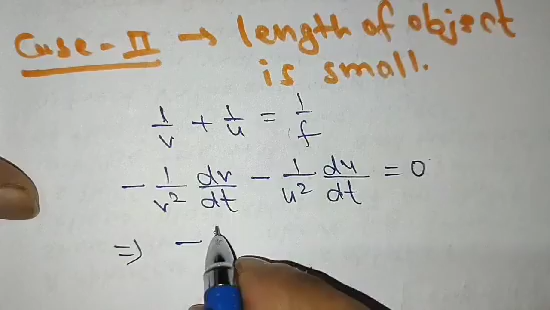 Case-II → length of object
is small.
1/v + 1/u = 1/f
- 1/v² dv/dt - 1/u² du/dt = 0
⇒ -